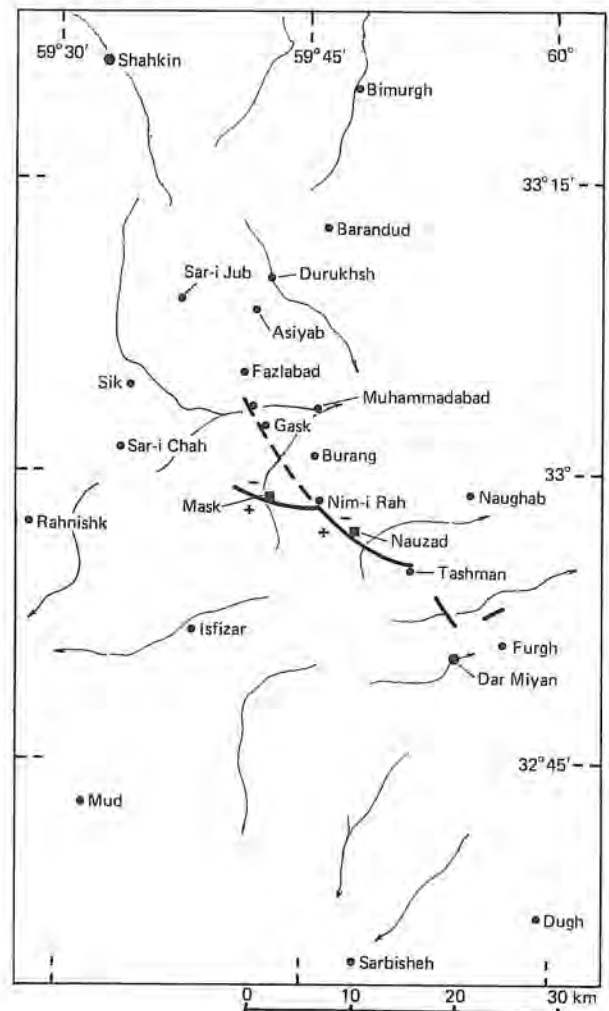 59° 30' 59°45' 60°
Shahkin
Bimurgh
33°15'
Barandud
Sar-i Jub Durukhsh
Asiyab
Fazlabad
Sik Muhammadabad
Gask
Sar-i Chah Burang
33°
– Mask + Nim-i Rah Naughab
Rahnishk – + Nauzad
Tashman
Isfizar Furgh
Dar Miyan
32°45'
Mud
Dugh
Sarbisheh
0 10 20 30 km